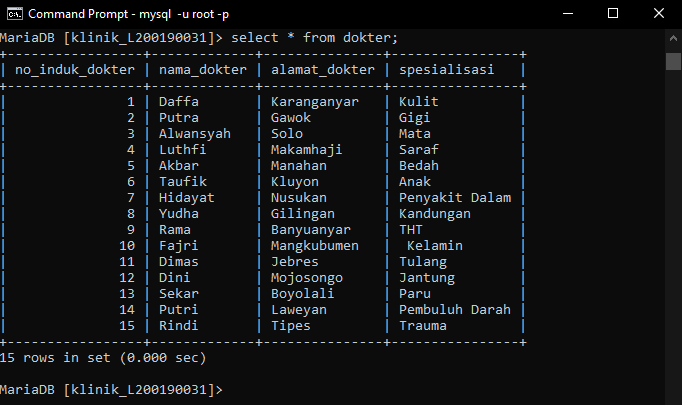 Command Prompt - mysql -u root -p
MariaDB [klinik_L200190031]> select * from dokter;
+-----------------+-------------+---------------+----------------+
| no_induk_dokter | nama_dokter | alamat_dokter | spesialisasi   |
+-----------------+-------------+---------------+----------------+
|               1 | Daffa       | Karanganyar   | Kulit          |
|               2 | Putra       | Gawok         | Gigi           |
|               3 | Alwansyah   | Solo          | Mata           |
|               4 | Luthfi      | Makamhaji     | Saraf          |
|               5 | Akbar       | Manahan       | Bedah          |
|               6 | Taufik      | Kluyon        | Anak           |
|               7 | Hidayat     | Nusukan       | Penyakit Dalam |
|               8 | Yudha       | Gilingan      | Kandungan      |
|               9 | Rama        | Banyuanyar    | THT            |
|              10 | Fajri       | Mangkubumen   |  Kelamin       |
|              11 | Dimas       | Jebres        | Tulang         |
|              12 | Dini        | Mojosongo     | Jantung        |
|              13 | Sekar       | Boyolali      | Paru           |
|              14 | Putri       | Laweyan       | Pembuluh Darah |
|              15 | Rindi       | Tipes         | Trauma         |
+-----------------+-------------+---------------+----------------+
15 rows in set (0.000 sec)
MariaDB [klinik_L200190031]>